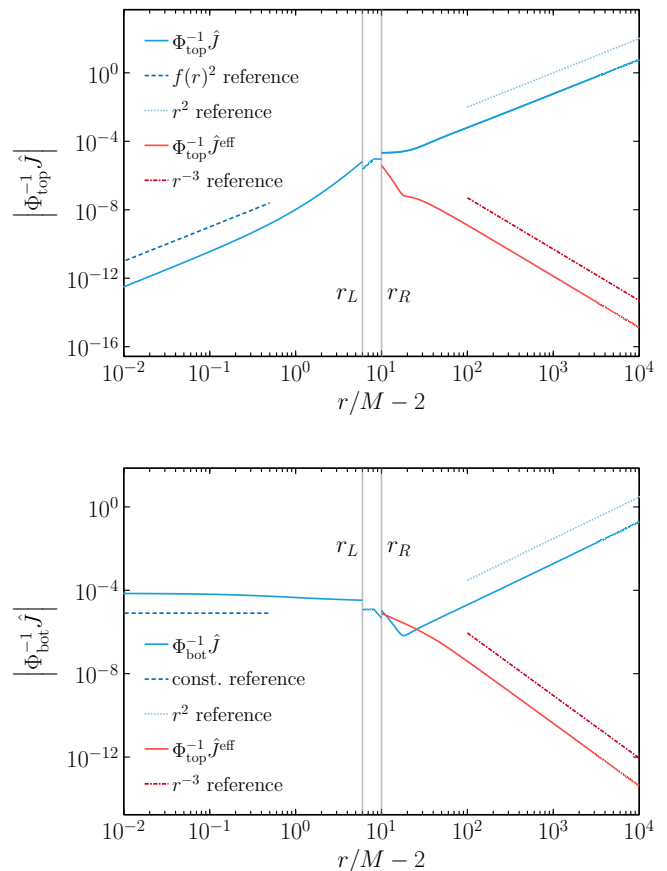 |Φ_top^{-1} Ĵ|
10^0
10^{-4}
10^{-8}
10^{-12}
10^{-16}
Φ_top^{-1} Ĵ
f(r)^2 reference
r^2 reference
Φ_top^{-1} Ĵ^eff
r^{-3} reference
r_L r_R
10^{-2} 10^{-1} 10^0 10^1 10^2 10^3 10^4
r/M − 2
|Φ_bot^{-1} Ĵ|
10^0
10^{-4}
10^{-8}
10^{-12}
r_L r_R
Φ_bot^{-1} Ĵ
const. reference
r^2 reference
Φ_top^{-1} Ĵ^eff
r^{-3} reference
10^{-2} 10^{-1} 10^0 10^1 10^2 10^3 10^4
r/M − 2